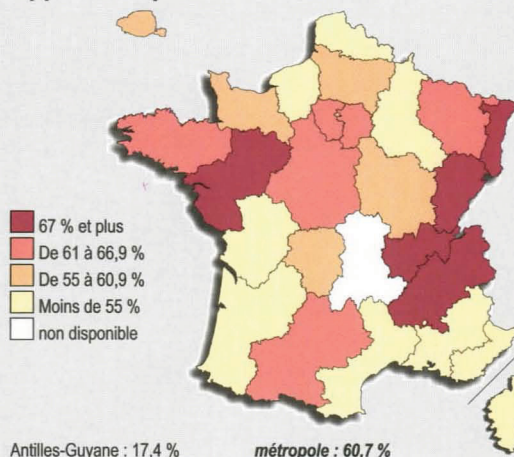 67 % et plus
De 61 à 66,9 %
De 55 à 60,9 %
Moins de 55 %
non disponible
Antilles-Guyane : 17,4 %
métropole : 60,7 %